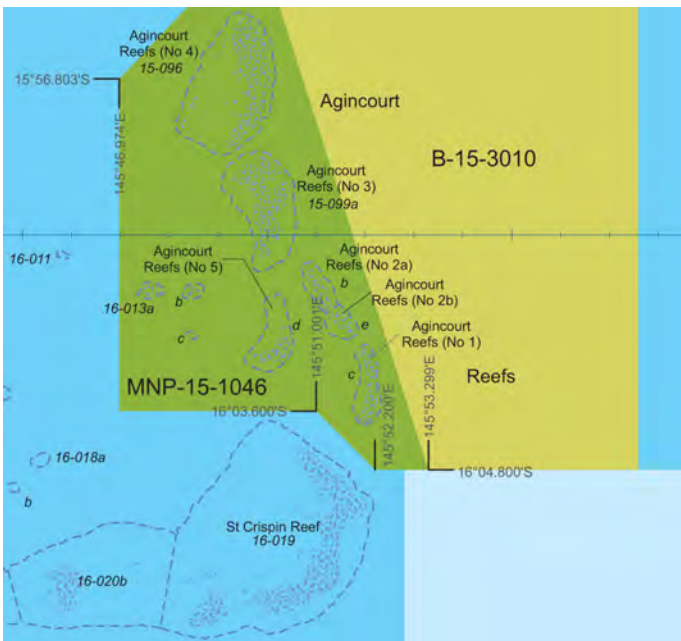 Agincourt
Reefs (No 4)
15-096
15°56.803'S
145°46.974'E
Agincourt
B-15-3010
Agincourt
Reefs (No 3)
15-099a
16-011
Agincourt
Reefs (No 5)
Agincourt
Reefs (No 2a)
b
Agincourt
Reefs (No 2b)
16-013a
b
c
d
e
Agincourt
Reefs (No 1)
c
145°51.001'E
MNP-15-1046
16°03.600'S
145°52.200'E
145°53.299'E
Reefs
16°04.800'S
16-018a
b
St Crispin Reef
16-019
16-020b